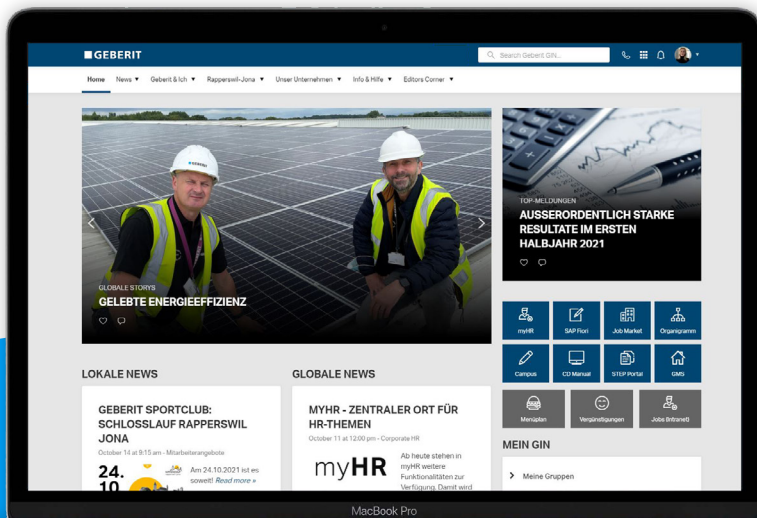 GEBERIT
Search Geberit GIN...
Home News Geberit & Ich Rapperswil-Jona Unser Unternehmen Info & Hilfe Editors Corner
GLOBALE STORYS
GELEBTE ENERGIEEFFIZIENZ
TOP-MELDUNGEN
AUSSERORDENTLICH STARKE
RESULTATE IM ERSTEN
HALBJAHR 2021
myHR SAP Fiori Job Market Organigramm
Campus CD Manual STEP Portal GMS
Menüplan Vergünstigungen Jobs (Intranet)
LOKALE NEWS
GEBERIT SPORTCLUB:
SCHLOSSLAUF RAPPERSWIL
JONA
October 14 at 9:15 am - Mitarbeiterangebote
24.
10
Am 24.10.2021 ist es
soweit! Read more »
GLOBALE NEWS
MYHR - ZENTRALER ORT FÜR
HR-THEMEN
October 11 at 12:00 pm - Corporate HR
myHR
Ab heute stehen in
myHR weitere
Funktionalitäten zur
Verfügung. Damit wird
MEIN GIN
Meine Gruppen
MacBook Pro